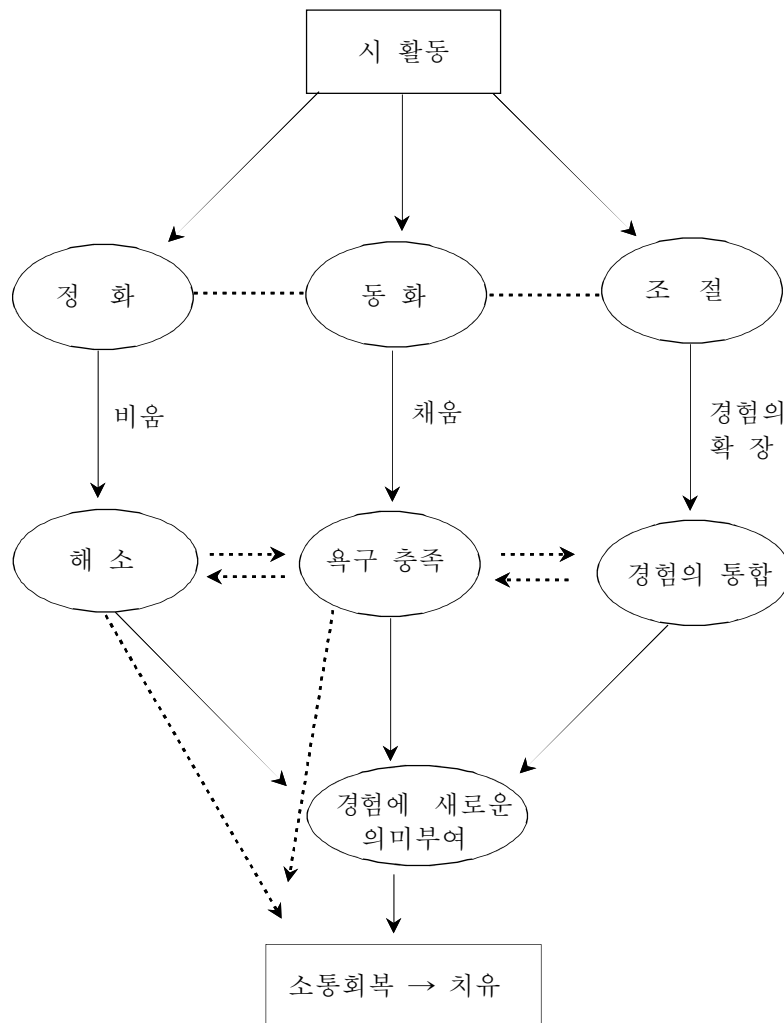 시 활동
정 화
동 화
조 절
비움
채움
경험의
확 장
해 소
욕구 충족
경험의 통합
경험에 새로운
의미부여
소통회복 → 치유